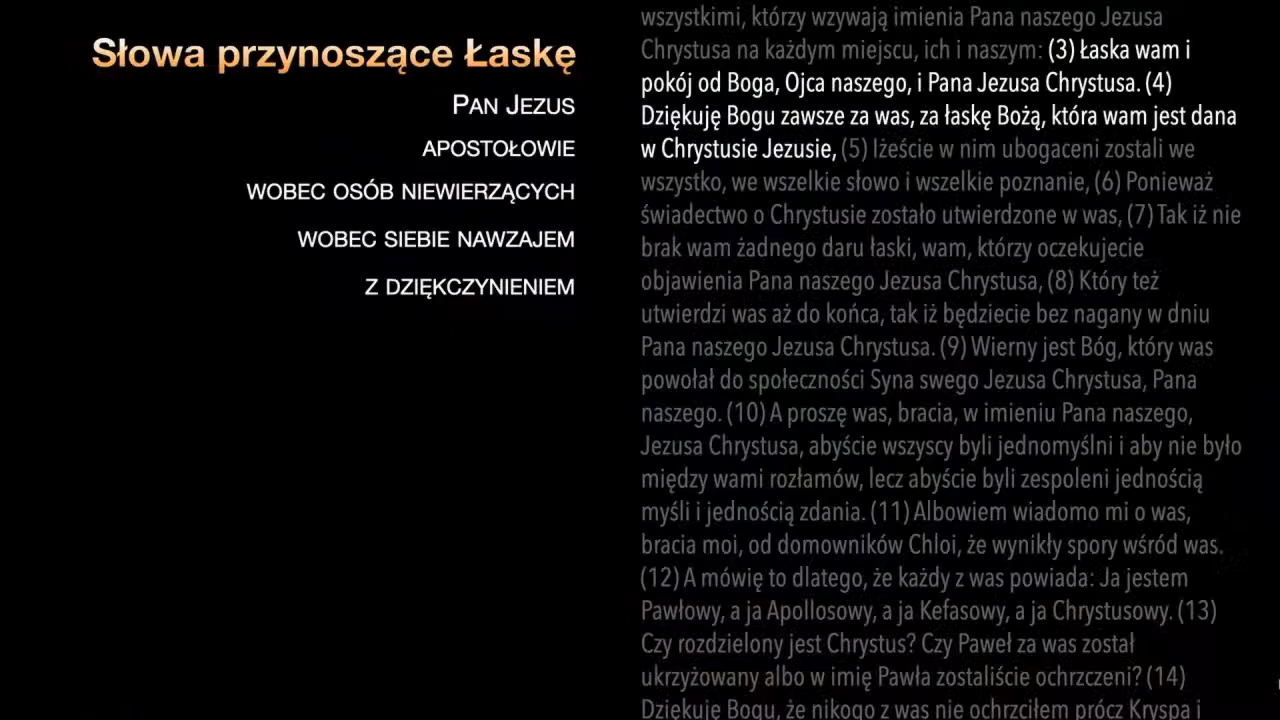 Słowa przynoszące Łaskę
PAN JEZUS
APOSTOŁOWIE
WOBEC OSÓB NIEWIERZĄCYCH
WOBEC SIEBIE NAWZAJEM
Z DZIĘKCZYNIENIEM
wszystkimi, którzy wzywają imienia Pana naszego Jezusa
Chrystusa na każdym miejscu, ich i naszym: (3) Łaska wam i
pokój od Boga, Ojca naszego, i Pana Jezusa Chrystusa. (4)
Dziękuję Bogu zawsze za was, za łaskę Bożą, która wam jest dana
w Chrystusie Jezusie, (5) Iżeście w nim ubogaceni zostali we
wszystko, we wszelkie słowo i wszelkie poznanie, (6) Ponieważ
świadectwo o Chrystusie zostało utwierdzone w was, (7) Tak iż nie
brak wam żadnego daru łaski, wam, którzy oczekujecie
objawienia Pana naszego Jezusa Chrystusa, (8) Który też
utwierdzi was aż do końca, tak iż będziecie bez nagany w dniu
Pana naszego Jezusa Chrystusa. (9) Wierny jest Bóg, który was
powołał do społeczności Syna swego Jezusa Chrystusa, Pana
naszego. (10) A proszę was, bracia, w imieniu Pana naszego,
Jezusa Chrystusa, abyście wszyscy byli jednomyślni i aby nie było
między wami rozłamów, lecz abyście byli zespoleni jednością
myśli i jednością zdania. (11) Albowiem wiadomo mi o was,
bracia moi, od domowników Chloi, że wynikły spory wśród was.
(12) A mówię to dlatego, że każdy z was powiada: Ja jestem
Pawłowy, a ja Apollosowy, a ja Kefasowy, a ja Chrystusowy. (13)
Czy rozdzielony jest Chrystus? Czy Paweł za was został
ukrzyżowany albo w imię Pawła zostaliście ochrzczeni? (14)
Dziękuję Bogu, że nikogo z was nie ochrzciłem prócz Kryspa i